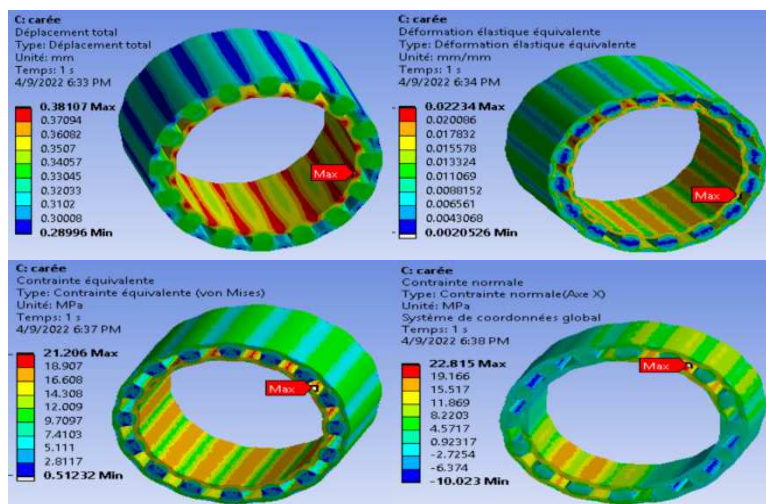 C: carée
Déplacement total
Type: Déplacement total
Unité: mm
Temps: 1 s
4/9/2022 6:33 PM
0.38107 Max
0.37094
0.36082
0.3507
0.34057
0.33045
0.32033
0.3102
0.30008
0.28996 Min
Max
C: carée
Déformation élastique équivalente
Type: Déformation élastique équivalente
Unité: mm/mm
Temps: 1 s
4/9/2022 6:34 PM
0.02234 Max
0.020086
0.017832
0.015578
0.013324
0.011069
0.0088152
0.006561
0.0043068
0.0020526 Min
Max
C: carée
Contrainte équivalente
Type: Contrainte équivalente (von Mises)
Unité: MPa
Temps: 1 s
4/9/2022 6:37 PM
21.206 Max
18.907
16.608
14.308
12.009
9.7097
7.4103
5.111
2.8117
0.51232 Min
Max
C: carée
Contrainte normale
Type: Contrainte normale(Axe X)
Unité: MPa
Système de coordonnées global
Temps: 1 s
4/9/2022 6:38 PM
22.815 Max
19.166
15.517
11.869
8.2203
4.5717
0.92317
-2.7254
-6.374
-10.023 Min
Max